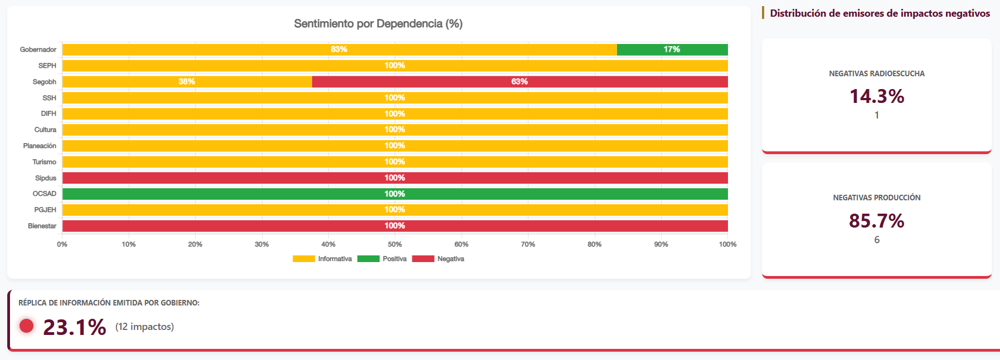 Sentimiento por Dependencia (%)
Gobernador 83% 17%
SEPH 100%
Segobh 38% 63%
SSH 100%
DIFH 100%
Cultura 100%
Planeación 100%
Turismo 100%
Sipdus 100%
OCSAD 100%
PGJEH 100%
Bienestar 100%
0% 10% 20% 30% 40% 50% 60% 70% 80% 90% 100%
Informativa Positiva Negativa
Distribución de emisores de impactos negativos
NEGATIVAS RADIOESCUCHA
14.3%
1
NEGATIVAS PRODUCCIÓN
85.7%
6
RÉPLICA DE INFORMACIÓN EMITIDA POR GOBIERNO:
23.1% (12 impactos)